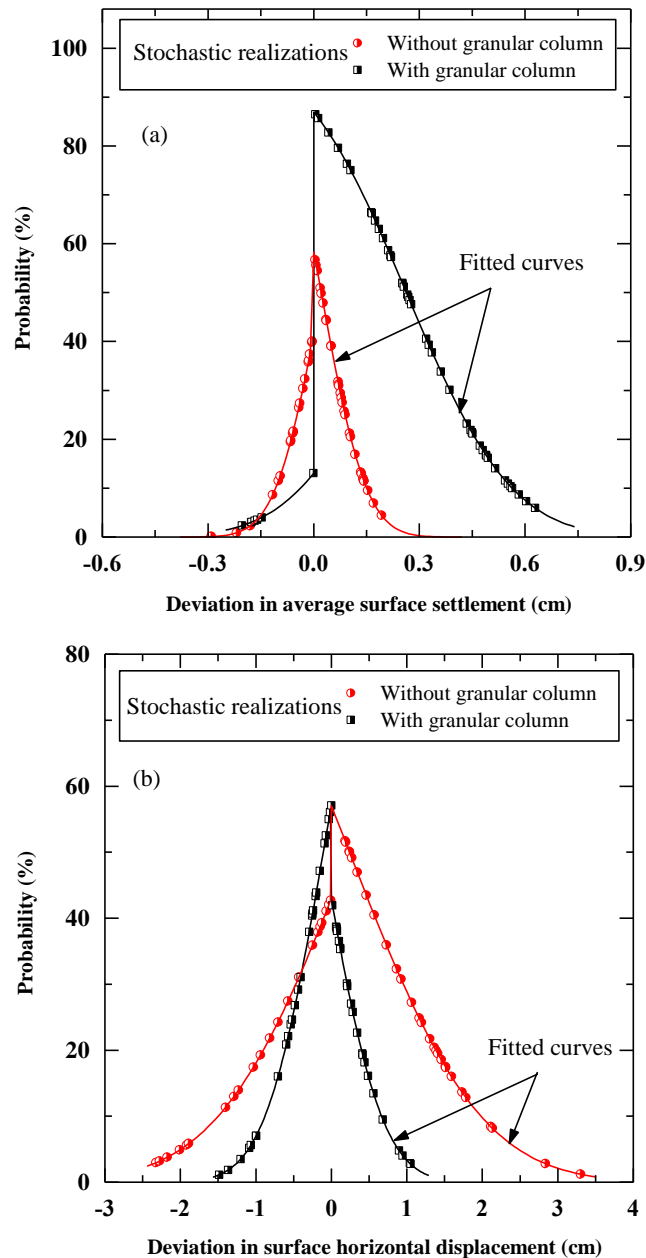 100
80
60
40
20
0
Probability (%)
Stochastic realizations
Without granular column
With granular column
(a)
Fitted curves
-0.6 -0.3 0.0 0.3 0.6 0.9
Deviation in average surface settlement (cm)
80
60
40
20
0
Probability (%)
Stochastic realizations
Without granular column
With granular column
(b)
Fitted curves
-3 -2 -1 0 1 2 3 4
Deviation in surface horizontal displacement (cm)